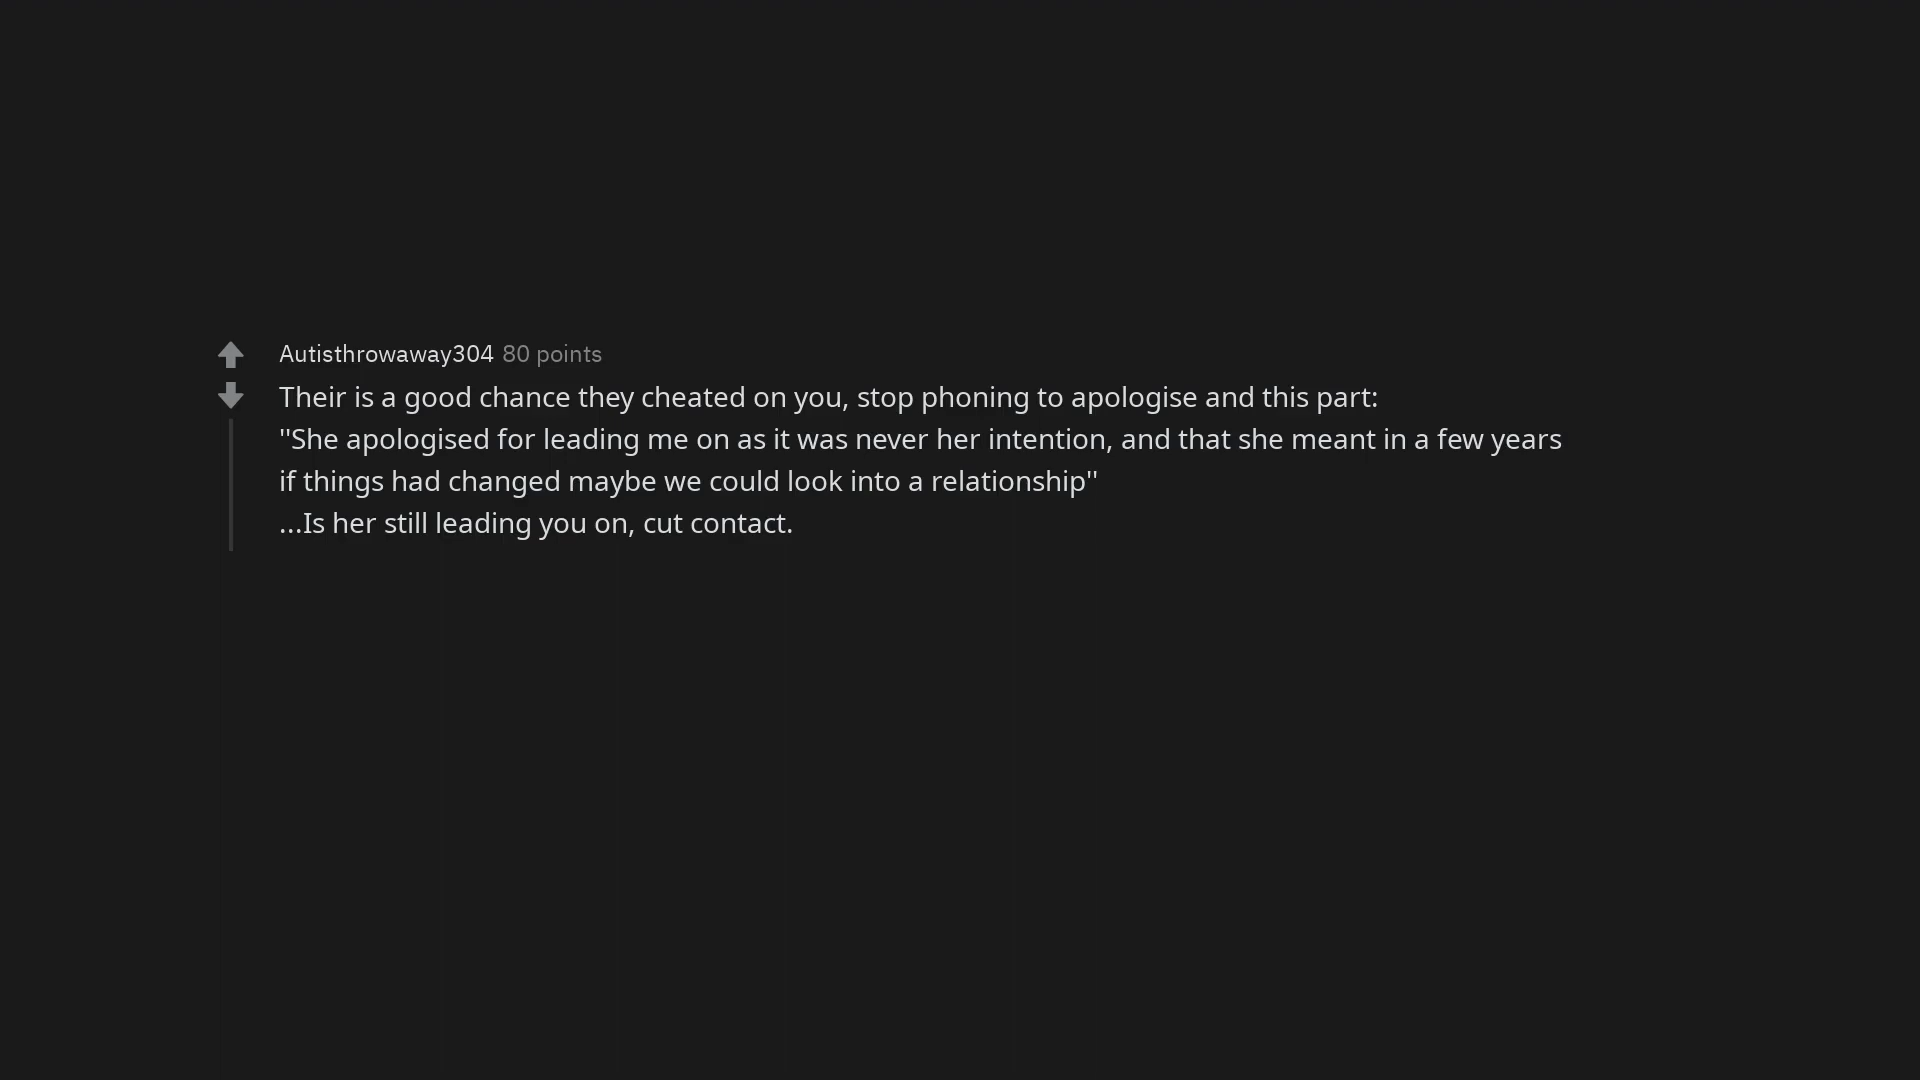 Autisthrowaway304 80 points
Their is a good chance they cheated on you, stop phoning to apologise and this part:
"She apologised for leading me on as it was never her intention, and that she meant in a few years
if things had changed maybe we could look into a relationship"
...Is her still leading you on, cut contact.